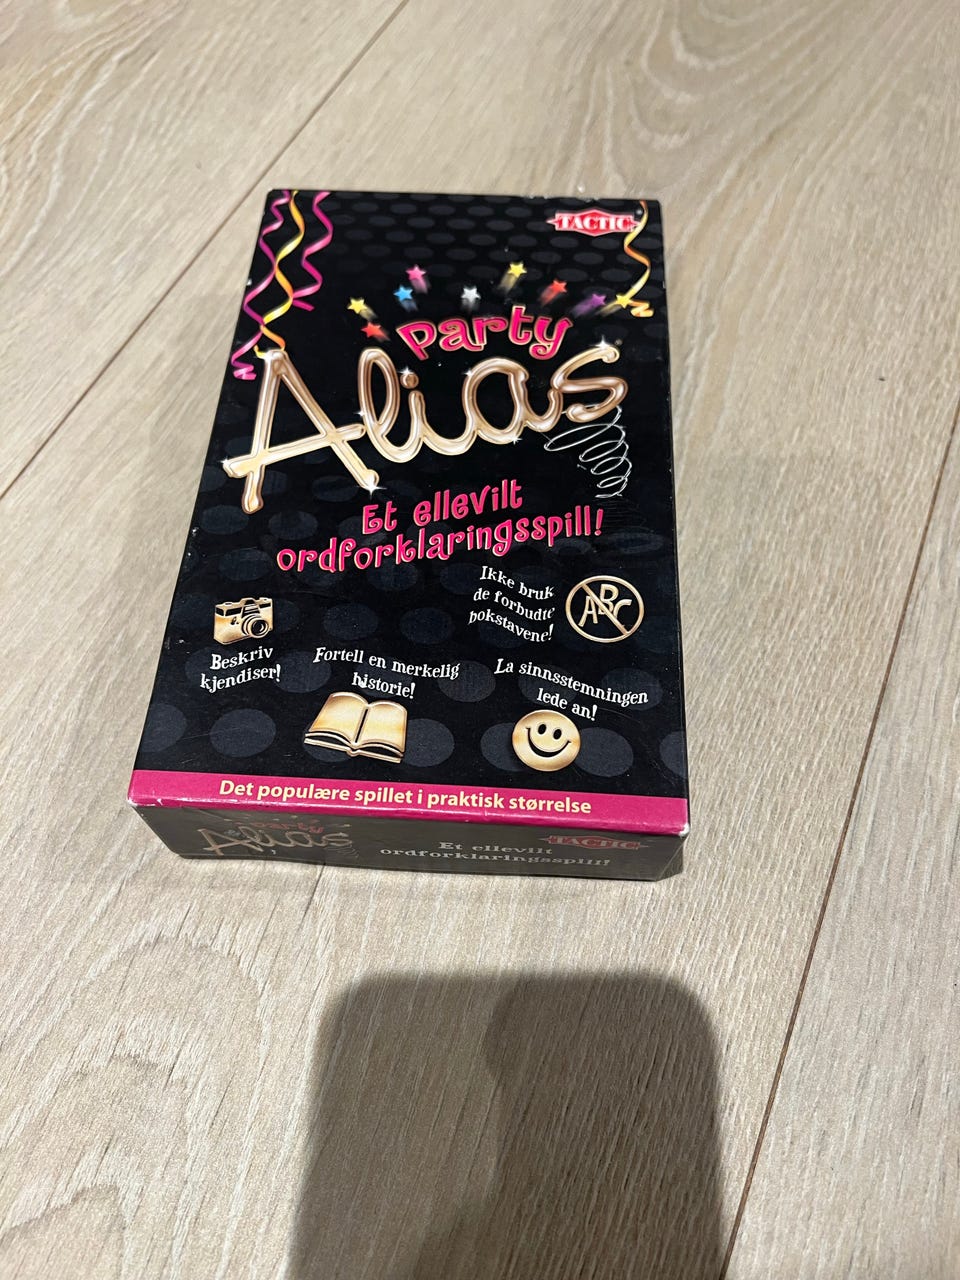 TACTIC
Party
Alias
Et ellevilt
ordforklaringsspill!
Ikke bruk
de forbudte
bokstavene!
ABC
Beskriv
kjendiser!
Fortell en merkelig
historie!
La sinnsstemningen
lede an!
Det populære spillet i praktisk størrelse
Party
Alias
Et ellevilt
ordforklaringsspill!
TACTIC